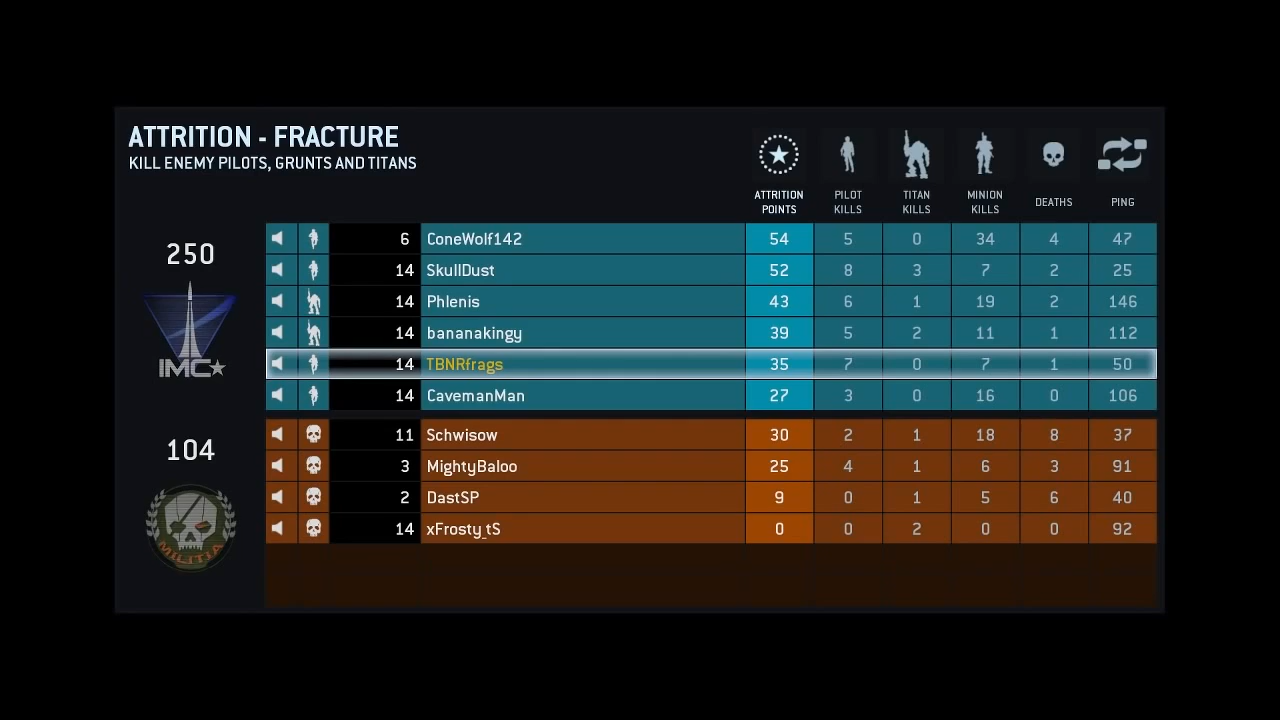 ATTRITION - FRACTURE
KILL ENEMY PILOTS, GRUNTS AND TITANS
ATTRITION POINTS PILOT KILLS TITAN KILLS MINION KILLS DEATHS PING
250
IMC
6 ConeWolf142 54 5 0 34 4 47
14 SkullDust 52 8 3 7 2 25
14 Phlenis 43 6 1 19 2 146
14 bananakingy 39 5 2 11 1 112
14 TBNRfrags 35 7 0 7 1 50
14 CavemanMan 27 3 0 16 0 106
104
MILITIA
11 Schwisow 30 2 1 18 8 37
3 MightyBaloo 25 4 1 6 3 91
2 DastSP 9 0 1 5 6 40
14 xFrosty_tS 0 0 2 0 0 92